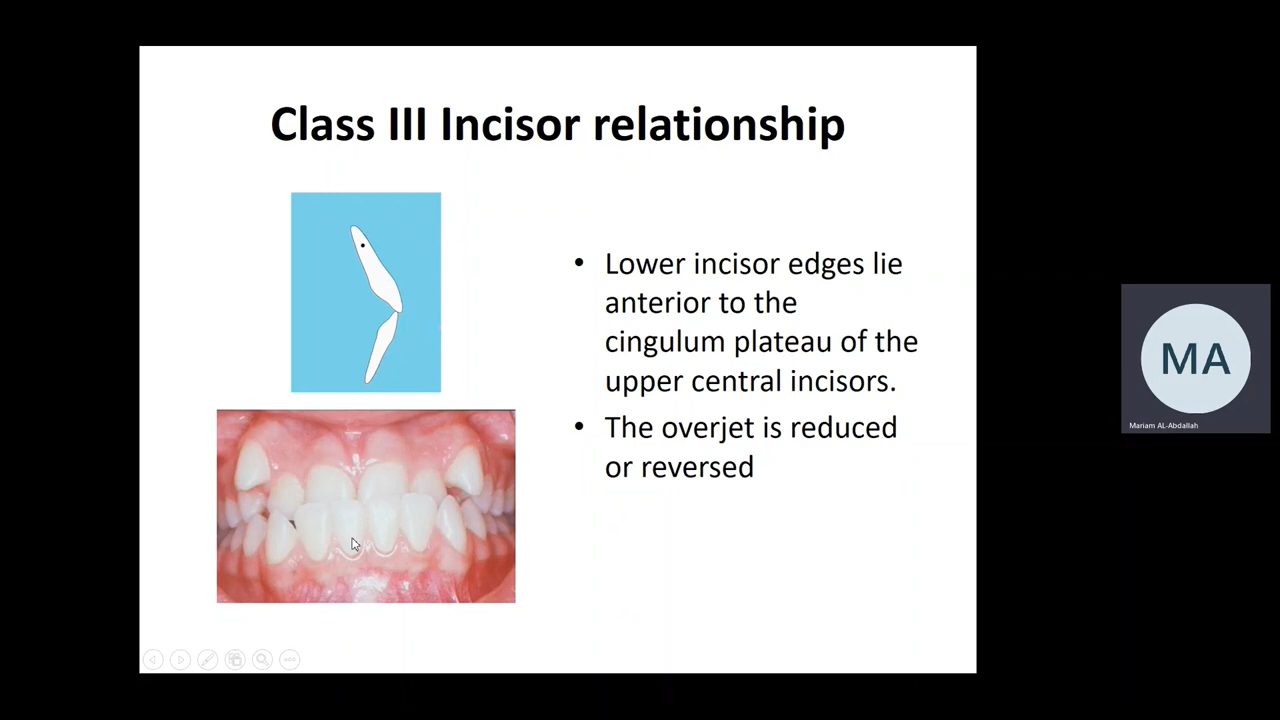 Class III Incisor relationship
• Lower incisor edges lie
anterior to the
cingulum plateau of the
upper central incisors.
• The overjet is reduced
or reversed
MA
Mariam AL-Abdallah